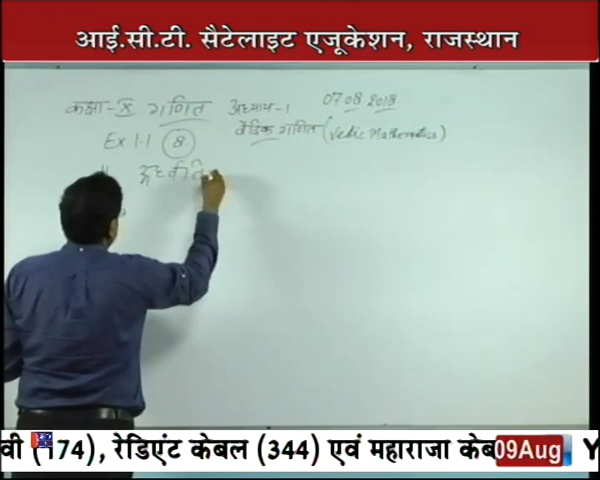 आई.सी.टी. सैटेलाइट एजूकेशन, राजस्थान
कक्षा-X गणित अध्याय-1 07.08.2018
वैदिक गणित (Vedic Mathematics)
Ex 1.1 8
वी (174), रेडिएंट केबल (344) एवं महाराजा केब 09Aug Y